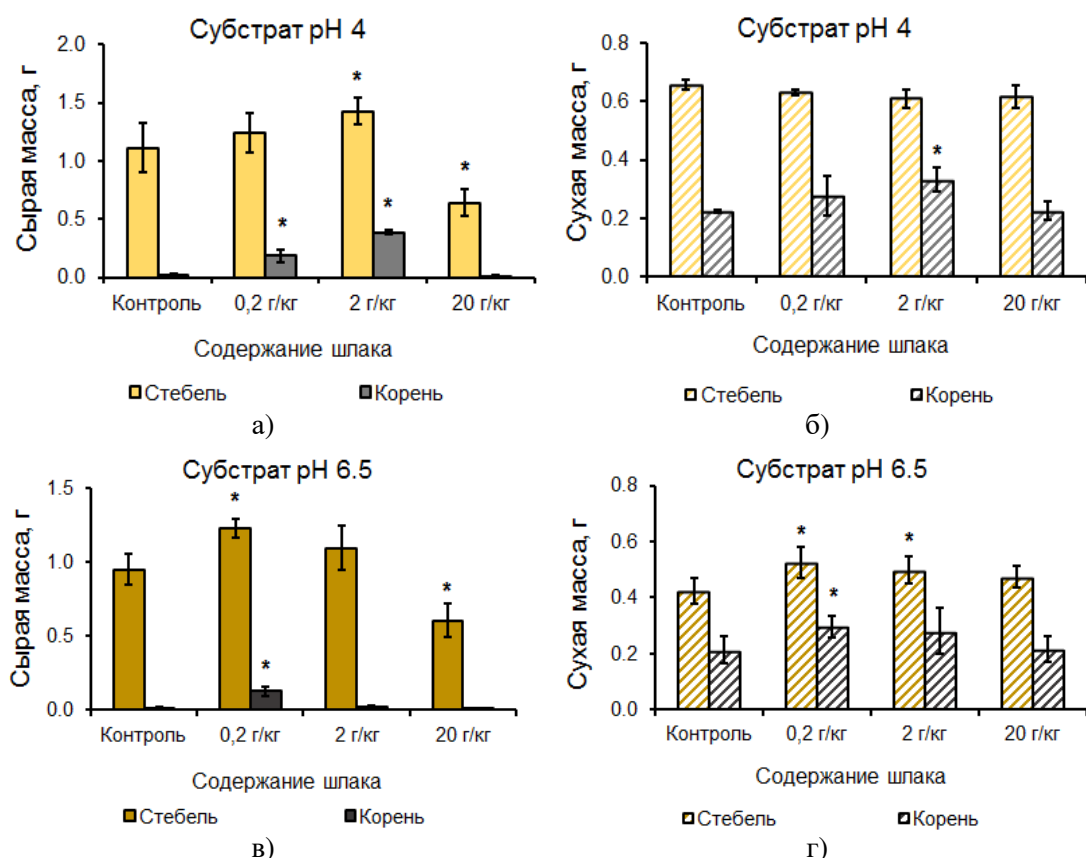 Субстрат pH 4
Сырая масса, г
2.0
1.5
1.0
0.5
0.0
*
*
*
*
Контроль 0,2 г/кг 2 г/кг 20 г/кг
Содержание шлака
Стебель Корень
а)
Субстрат pH 4
Сухая масса, г
0.8
0.6
0.4
0.2
0.0
*
Контроль 0,2 г/кг 2 г/кг 20 г/кг
Содержание шлака
Стебель Корень
б)
Субстрат pH 6.5
Сырая масса, г
1.5
1.0
0.5
0.0
*
*
*
Контроль 0,2 г/кг 2 г/кг 20 г/кг
Содержание шлака
Стебель Корень
в)
Субстрат pH 6.5
Сухая масса, г
0.8
0.6
0.4
0.2
0.0
*
*
*
Контроль 0,2 г/кг 2 г/кг 20 г/кг
Содержание шлака
Стебель Корень
г)